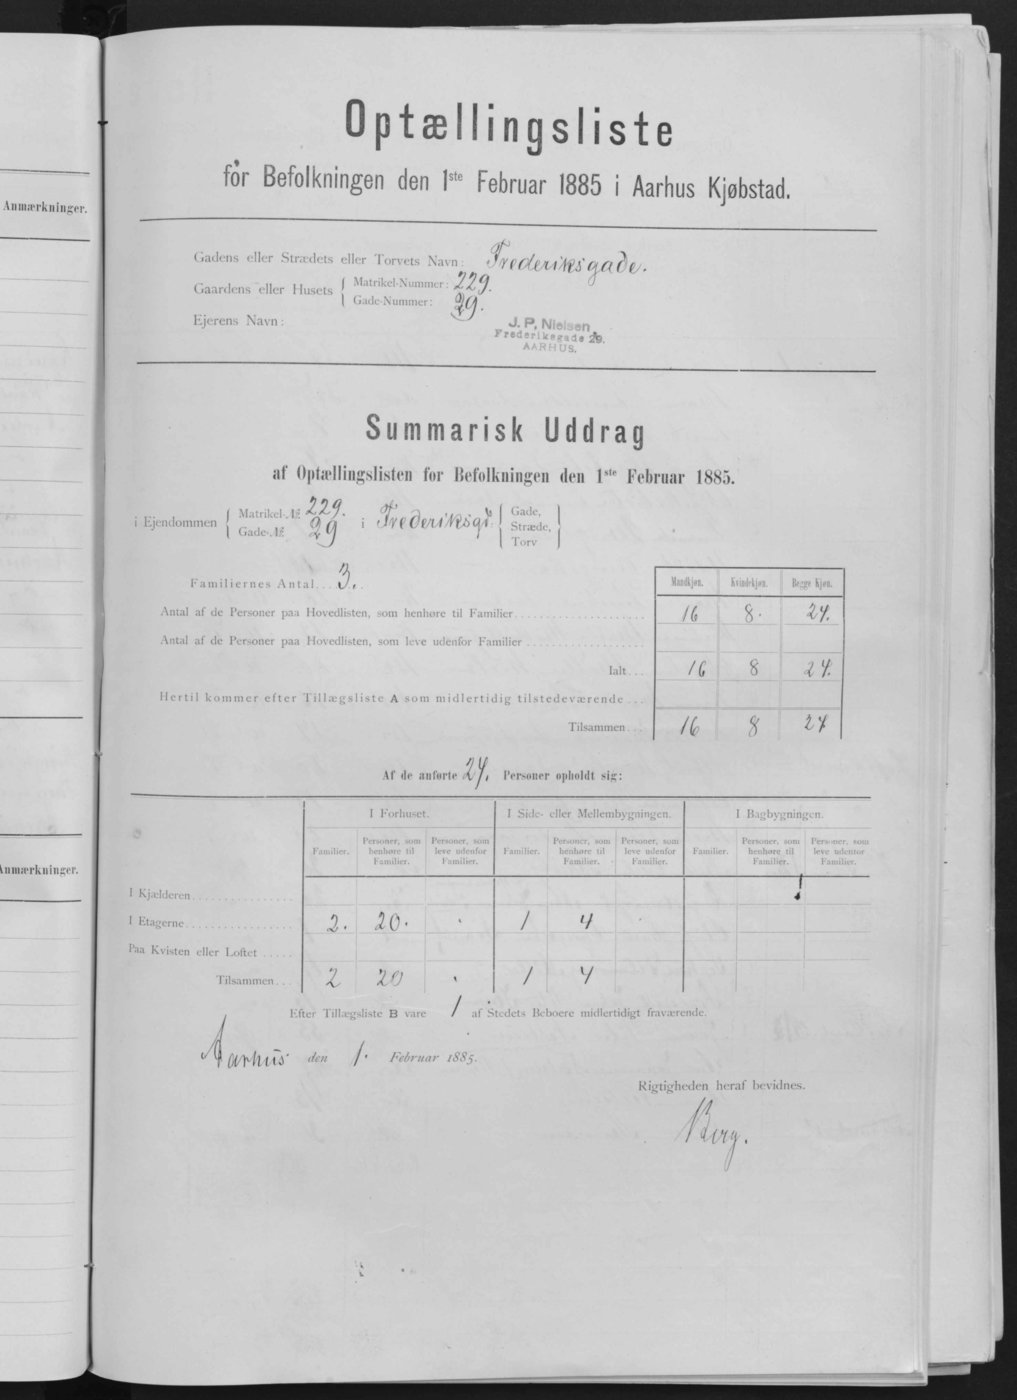 Anmærkninger.
Anmærkninger.
Optællingsliste
for Befolkningen den 1ste Februar 1885 i Aarhus Kjøbstad.
Gadens eller Strædets eller Torvets Navn: Frederiksgade.
Gaardens eller Husets { Matrikel-Nummer: 229.
Gade-Nummer: 29.
Ejerens Navn:
J. P. Nielsen
Frederiksgade 29.
AARHUS.
Summarisk Uddrag
af Optællingslisten for Befolkningen den 1ste Februar 1885.
i Ejendommen { Matrikel-№ 229. Gade-№ 29 i Frederiksg. { Gade, Stræde, Torv }
Familiernes Antal... 3.
Mandkjøn. Kvindekjøn. Begge Kjøn.
Antal af de Personer paa Hovedlisten, som henhøre til Familier 16 8. 24.
Antal af de Personer paa Hovedlisten, som leve udenfor Familier
Ialt... 16 8 24.
Hertil kommer efter Tillægsliste A som midlertidig tilstedeværende...
Tilsammen... 16 8 24
Af de anførte 24. Personer opholdt sig:
I Forhuset. I Side- eller Mellembygningen. I Bagbygningen.
Familier. Personer, som henhøre til Familier. Personer, som leve udenfor Familier. Familier. Personer, som henhøre til Familier. Personer, som leve udenfor Familier. Familier. Personer, som henhøre til Familier. Personer, som leve udenfor Familier.
I Kjælderen
I Etagerne 2. 20. . 1 4 .
Paa Kvisten eller Loftet
Tilsammen... 2 20 . 1 4
Efter Tillægsliste B vare 1 af Stedets Beboere midlertidigt fraværende.
Aarhus den 1. Februar 1885.
Rigtigheden heraf bevidnes.
Berg.